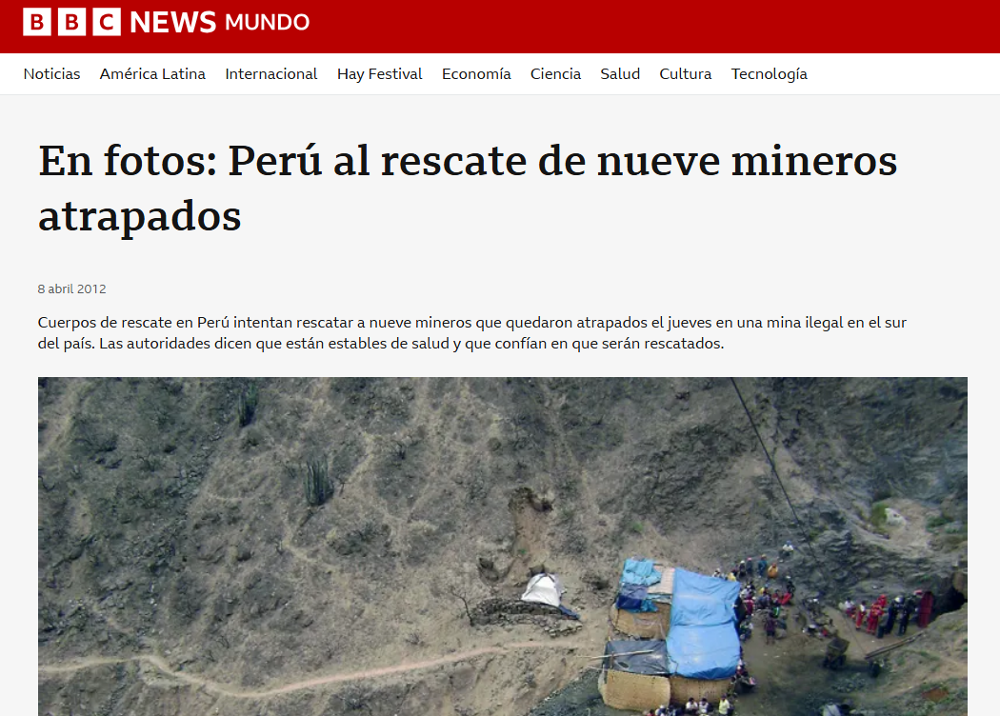 BBC NEWS MUNDO
Noticias América Latina Internacional Hay Festival Economía Ciencia Salud Cultura Tecnología
En fotos: Perú al rescate de nueve mineros
atrapados
8 abril 2012
Cuerpos de rescate en Perú intentan rescatar a nueve mineros que quedaron atrapados el jueves en una mina ilegal en el sur
del país. Las autoridades dicen que están estables de salud y que confían en que serán rescatados.